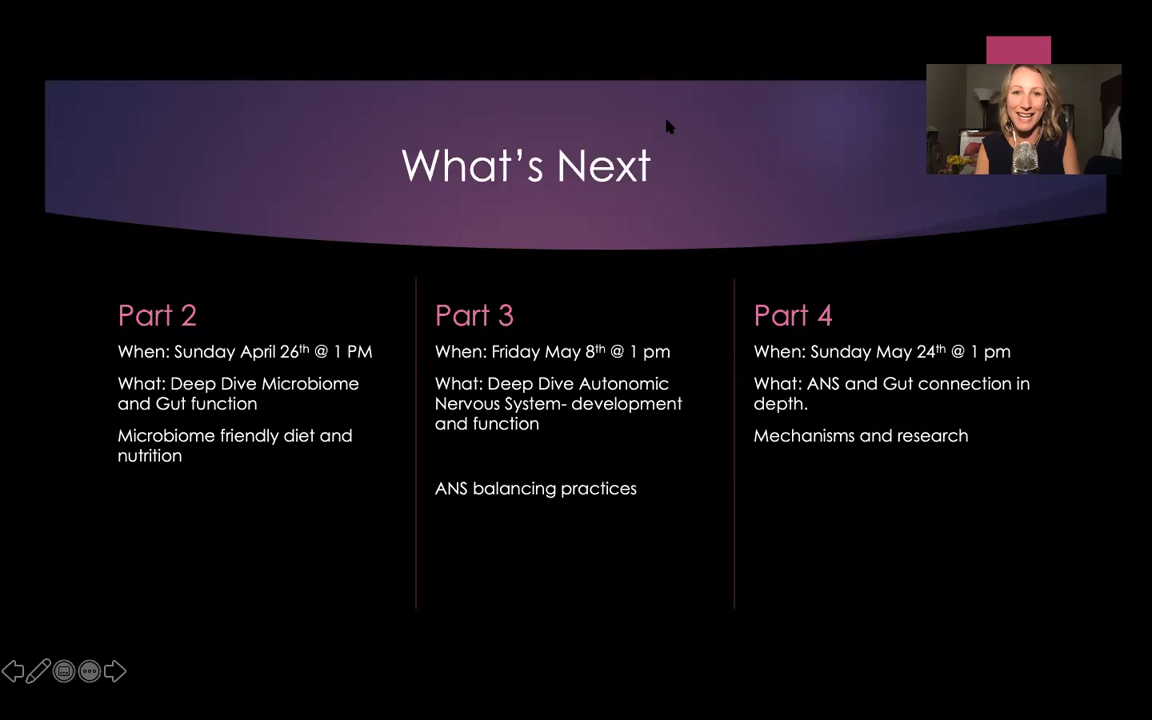 What's Next
Part 2
When: Sunday April 26th @ 1 PM
What: Deep Dive Microbiome
and Gut function
Microbiome friendly diet and
nutrition
Part 3
When: Friday May 8th @ 1 pm
What: Deep Dive Autonomic
Nervous System- development
and function
ANS balancing practices
Part 4
When: Sunday May 24th @ 1 pm
What: ANS and Gut connection in
depth.
Mechanisms and research